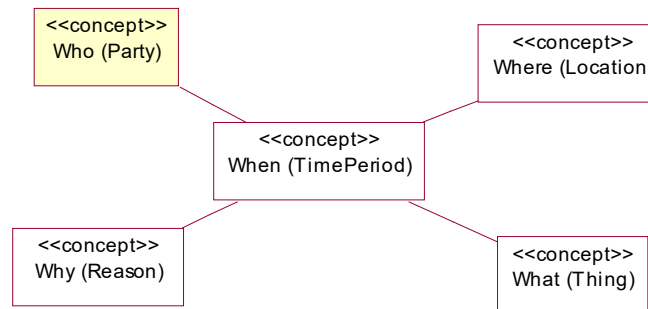 <<concept>>
Who (Party)
<<concept>>
Where (Location
<<concept>>
When (TimePeriod)
<<concept>>
Why (Reason)
<<concept>>
What (Thing)